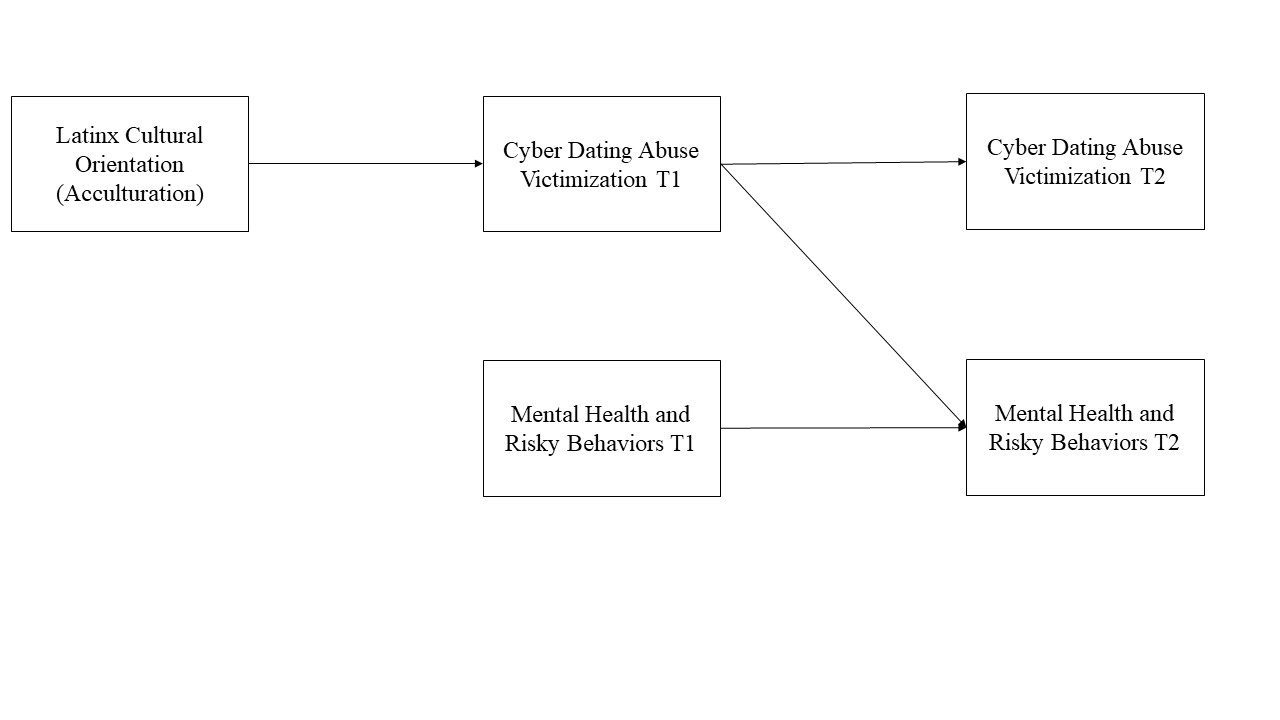 Latinx Cultural
Orientation
(Acculturation)
Cyber Dating Abuse
Victimization T1
Cyber Dating Abuse
Victimization T2
Mental Health and
Risky Behaviors T1
Mental Health and
Risky Behaviors T2